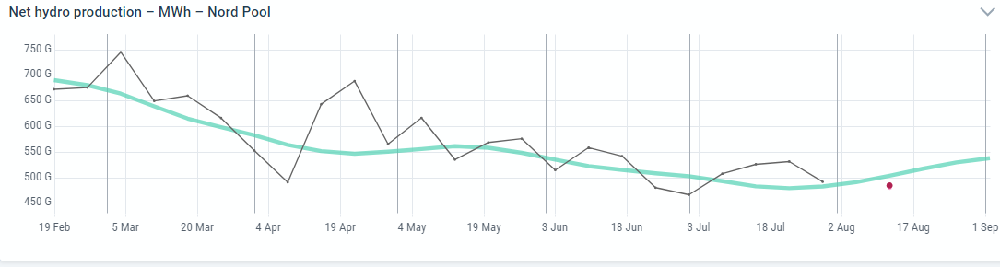 Net hydro production – MWh – Nord Pool
750 G
700 G
650 G
600 G
550 G
500 G
450 G
19 Feb 5 Mar 20 Mar 4 Apr 19 Apr 4 May 19 May 3 Jun 18 Jun 3 Jul 18 Jul 2 Aug 17 Aug 1 Sep